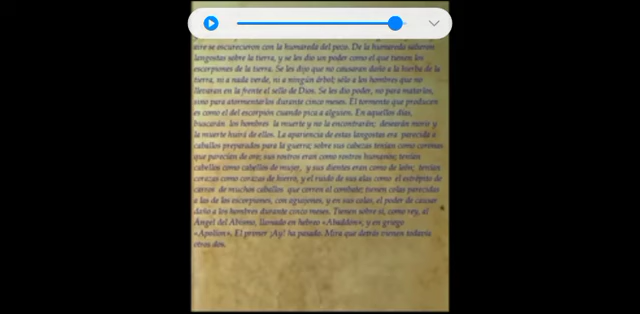 aire se oscurecieron con la humareda del pozo. De la humareda salieron
langostas sobre la tierra, y se les dio un poder como el que tienen los
escorpiones de la tierra. Se les dijo que no causaran daño a la hierba de la
tierra, ni a nada verde, ni a ningún árbol; sólo a los hombres que no
llevaran en la frente el sello de Dios. Se les dio poder, no para matarlos,
sino para atormentarlos durante cinco meses. El tormento que producen
es como el del escorpión cuando pica a alguien. En aquellos días,
buscarán los hombres la muerte y no la encontrarán; desearán morir y
la muerte huirá de ellos. La apariencia de estas langostas era parecida a
caballos preparados para la guerra; sobre sus cabezas tenían como coronas
que parecían de oro; sus rostros eran como rostros humanos; tenían
cabellos como cabellos de mujer, y sus dientes eran como de león; tenían
corazas como corazas de hierro, y el ruido de sus alas como el estrépito de
carros de muchos caballos que corren al combate; tienen colas parecidas
a las de los escorpiones, con aguijones, y en sus colas, el poder de causar
daño a los hombres durante cinco meses. Tienen sobre sí, como rey, al
Ángel del Abismo, llamado en hebreo «Abaddón», y en griego
«Apolíon». El primer ¡Ay! ha pasado. Mira que detrás vienen todavía
otros dos.